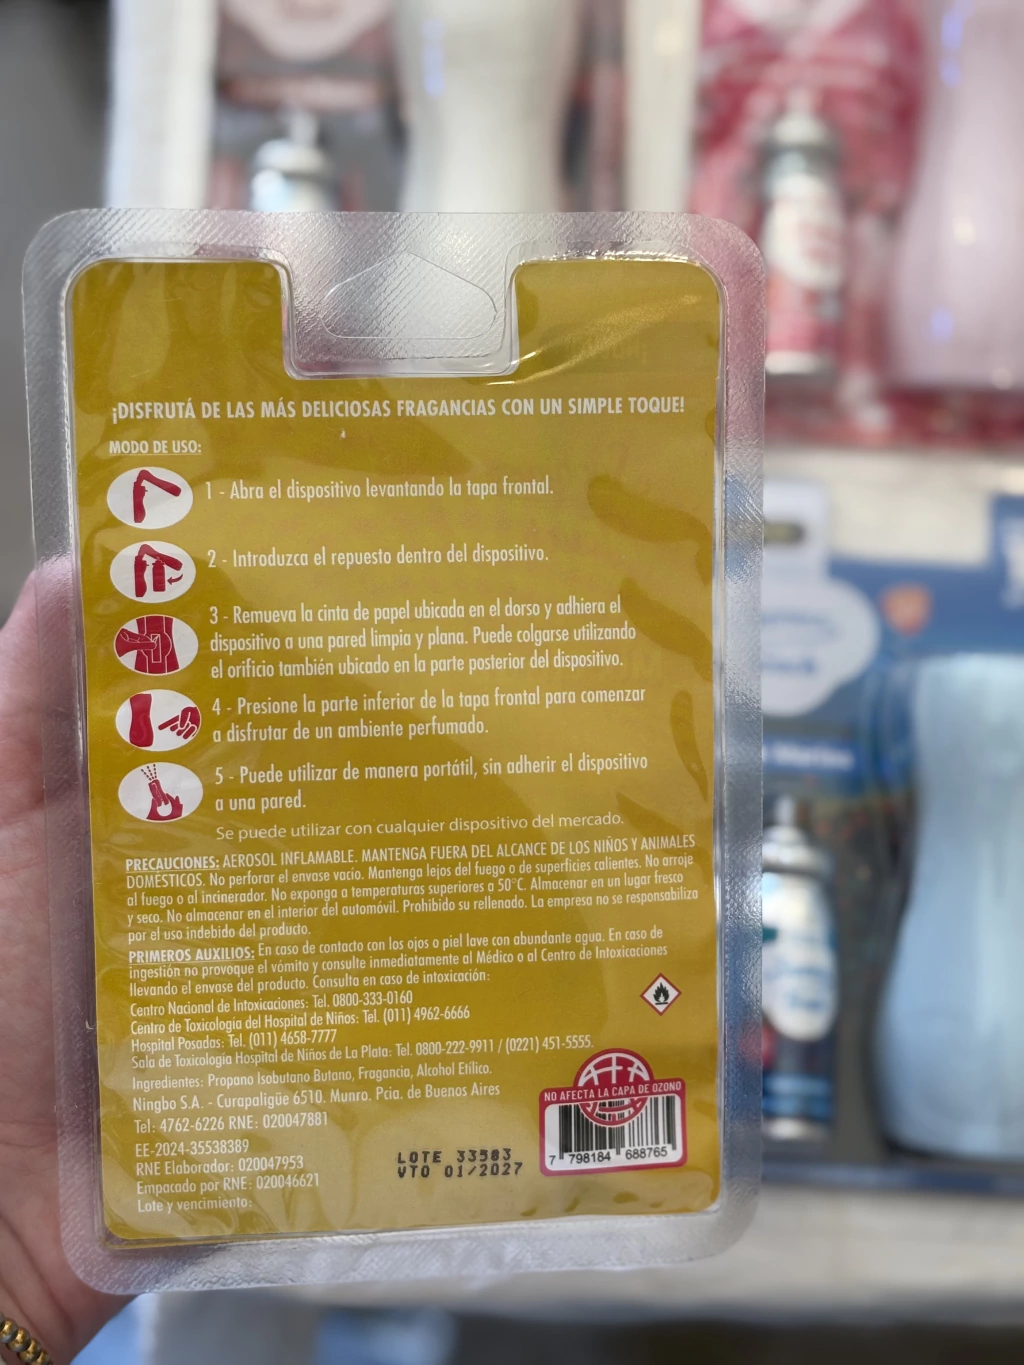 ¡DISFRUTÁ DE LAS MÁS DELICIOSAS FRAGANCIAS CON UN SIMPLE TOQUE!
MODO DE USO:
1 - Abra el dispositivo levantando la tapa frontal.
2 - Introduzca el repuesto dentro del dispositivo.
3 - Remueva la cinta de papel ubicada en el dorso y adhiera el
dispositivo a una pared limpia y plana. Puede colgarse utilizando
el orificio también ubicado en la parte posterior del dispositivo.
4 - Presione la parte inferior de la tapa frontal para comenzar
a disfrutar de un ambiente perfumado.
5 - Puede utilizar de manera portátil, sin adherir el dispositivo
a una pared.
Se puede utilizar con cualquier dispositivo del mercado.
PRECAUCIONES: AEROSOL INFLAMABLE. MANTENGA FUERA DEL ALCANCE DE LOS NIÑOS Y ANIMALES
DOMÉSTICOS. No perforar el envase vacío. Mantenga lejos del fuego o de superficies calientes. No arroje
al fuego o al incinerador. No exponga a temperaturas superiores a 50°C. Almacenar en un lugar fresco
y seco. No almacenar en el interior del automóvil. Prohibido su rellenado. La empresa no se responsabiliza
por el uso indebido del producto.
PRIMEROS AUXILIOS: En caso de contacto con los ojos o piel lave con abundante agua. En caso de
ingestión no provoque el vómito y consulte inmediatamente al Médico o al Centro de Intoxicaciones
llevando el envase del producto. Consulta en caso de intoxicación:
Centro Nacional de Intoxicaciones: Tel. 0800-333-0160
Centro de Toxicología del Hospital de Niños: Tel. (011) 4962-6666
Hospital Posadas: Tel. (011) 4658-7777
Sala de Toxicología Hospital de Niños de La Plata: Tel. 0800-222-9911 / (0221) 451-5555.
Ingredientes: Propano Isobutano Butano, Fragancia, Alcohol Etílico.
Ningbo S.A. - Curapaligüe 6510. Munro. Pcia. de Buenos Aires
Tel: 4762-6226 RNE: 020047881
EE-2024-35538389
RNE Elaborador: 020047953
Empacado por RNE: 020046621
Lote y vencimiento:
LOTE 33583
VTO 01/2027
NO AFECTA LA CAPA DE OZONO
7 798184 688765